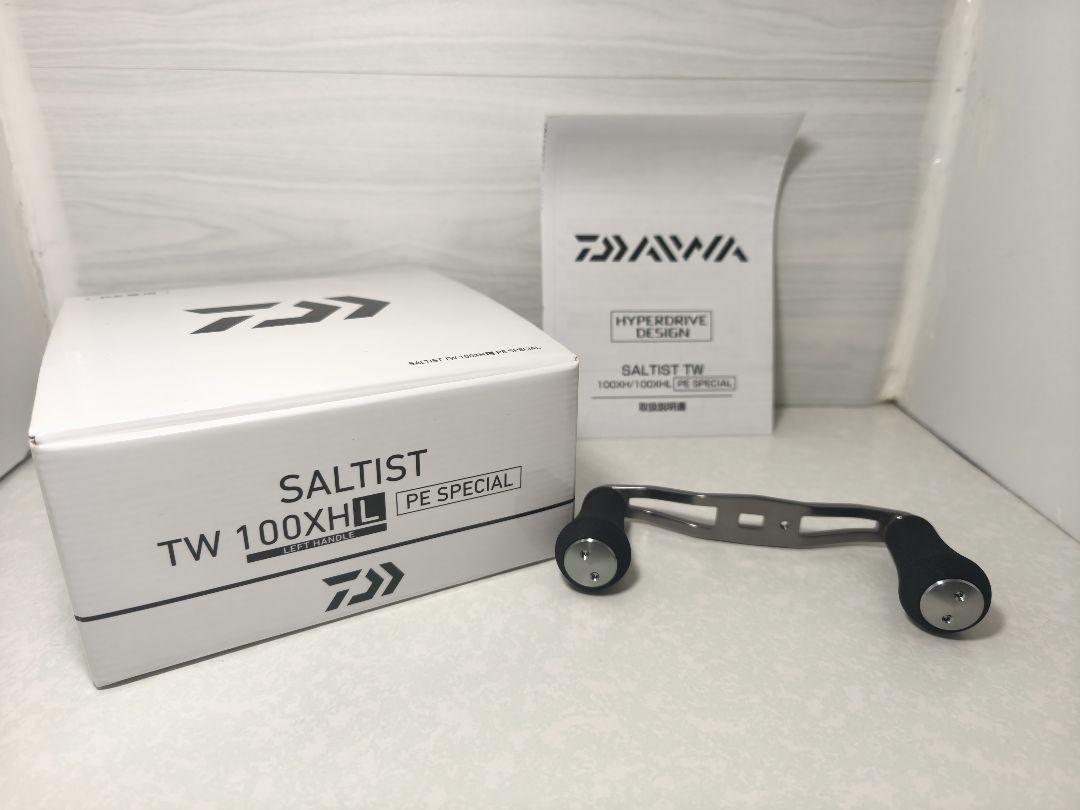 SALTIST TW 100XHL PE SPECIAL
SALTIST
TW 100XHL PE SPECIAL
LEFT HANDLE
DAIWA
HYPERDRIVE
DESIGN
SALTIST TW
100XH/100XHL PE SPECIAL
取扱説明書